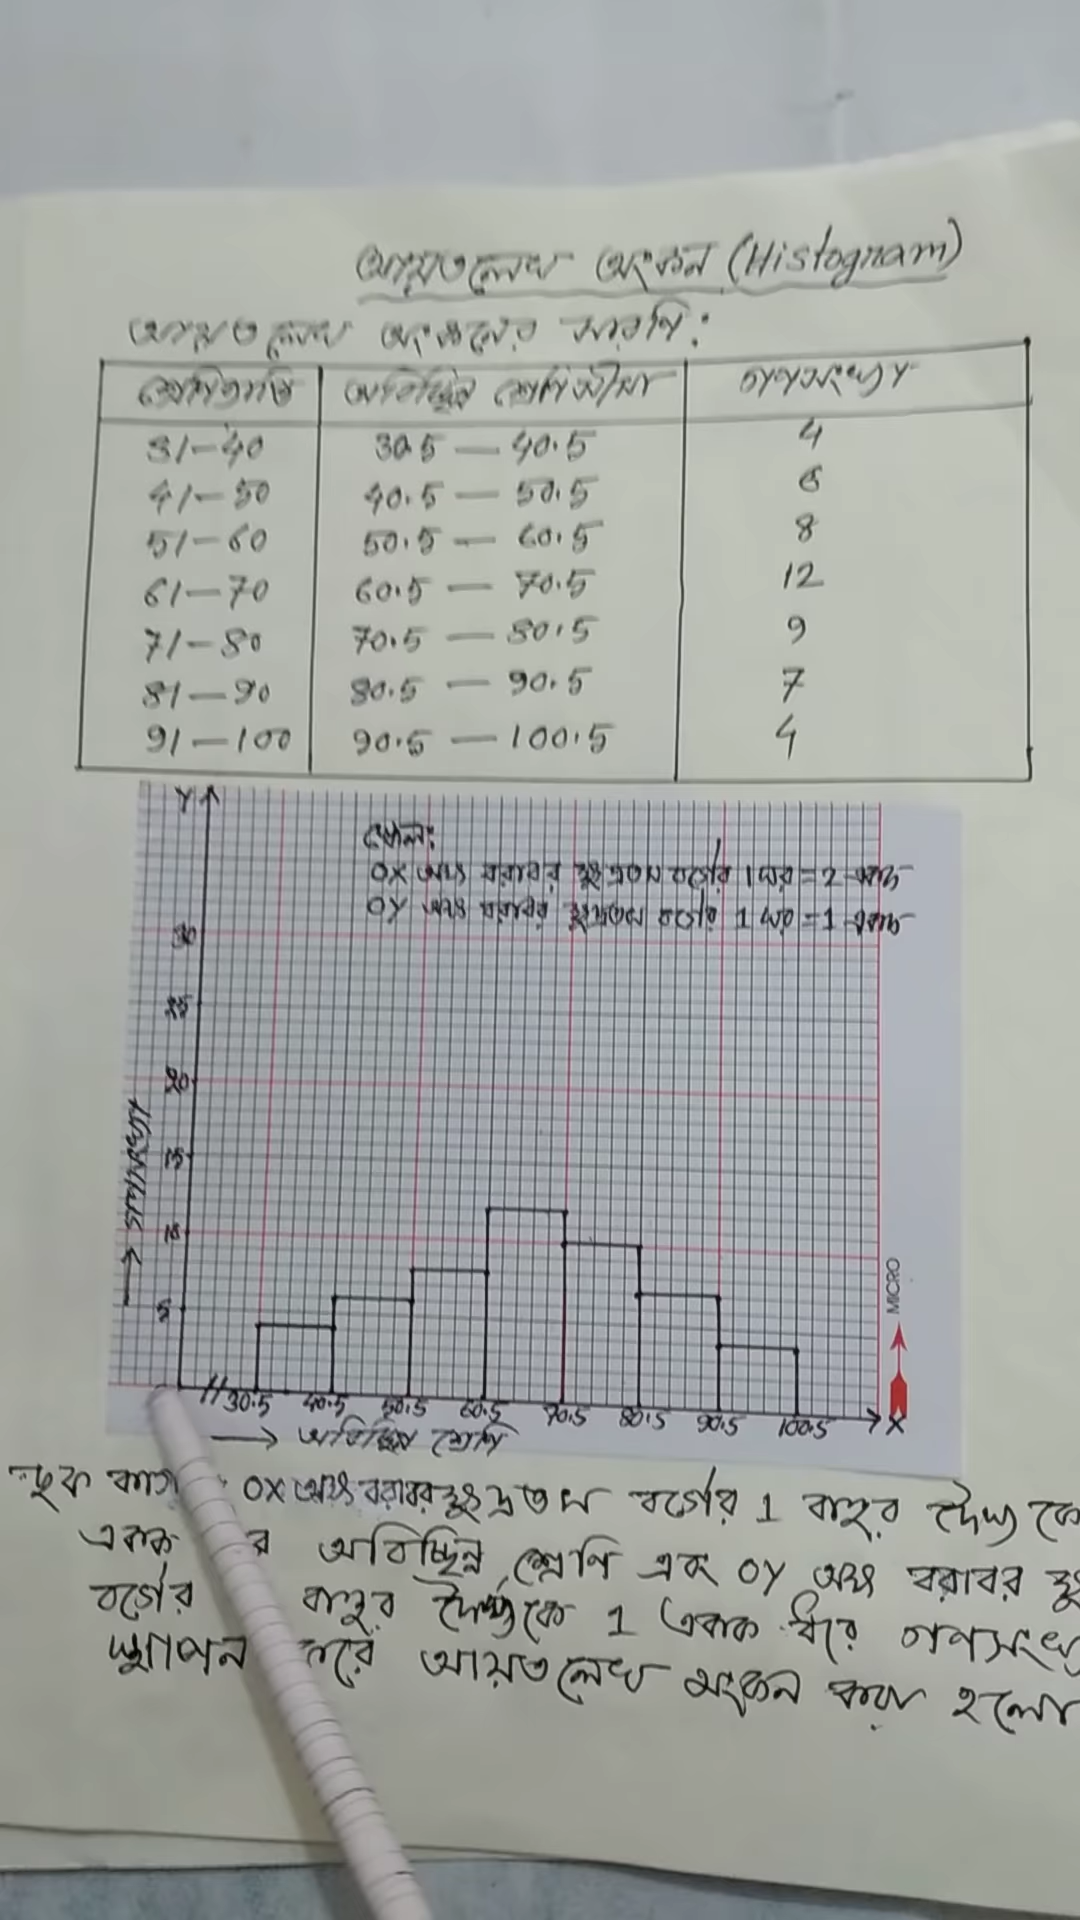 আয়তলেখ অংকন (Histogram)
আয়ত লেখ অংকনের সারণি:
শ্রেণিব্যাপ্তি অবিচ্ছিন্ন শ্রেণিসীমা গণসংখ্যা
31-40 30.5 — 40.5 4
41-50 40.5 — 50.5 6
51-60 50.5 — 60.5 8
61-70 60.5 — 70.5 12
71-80 70.5 — 80.5 9
81-90 80.5 — 90.5 7
91-100 90.5 — 100.5 4
Y
স্কেল:
OX অক্ষ বরাবর ক্ষুদ্রতম বর্গের 1 ঘর = 2 একক
OY অক্ষ বরাবর ক্ষুদ্রতম বর্গের 1 ঘর = 1 একক
30
25
20
15
10
5
গণসংখ্যা
MICRO
30.5 40.5 50.5 60.5 70.5 80.5 90.5 100.5 X
অবিচ্ছিন্ন শ্রেণি
ছক OX অক্ষ বরাবর ক্ষুদ্রতম বর্গের 1 বাহুর দৈর্ঘ্যকে
একক অবিচ্ছিন্ন শ্রেণি এবং OY অক্ষ বরাবর
বর্গের বাহুর দৈর্ঘ্যকে 1 একক ধরে
স্থাপন করে আয়তলেখ অংকন করা হলো